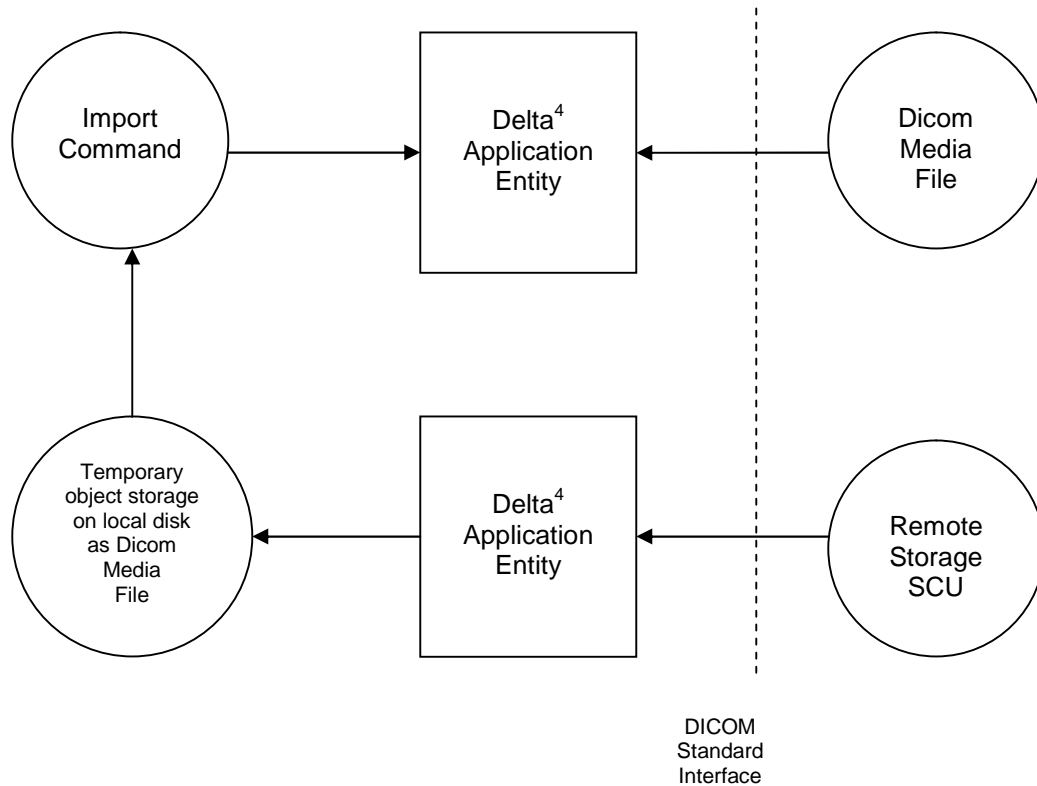 Import
Command
Delta⁴
Application
Entity
Dicom
Media
File
Temporary
object storage
on local disk
as Dicom
Media
File
Delta⁴
Application
Entity
Remote
Storage
SCU
DICOM
Standard
Interface